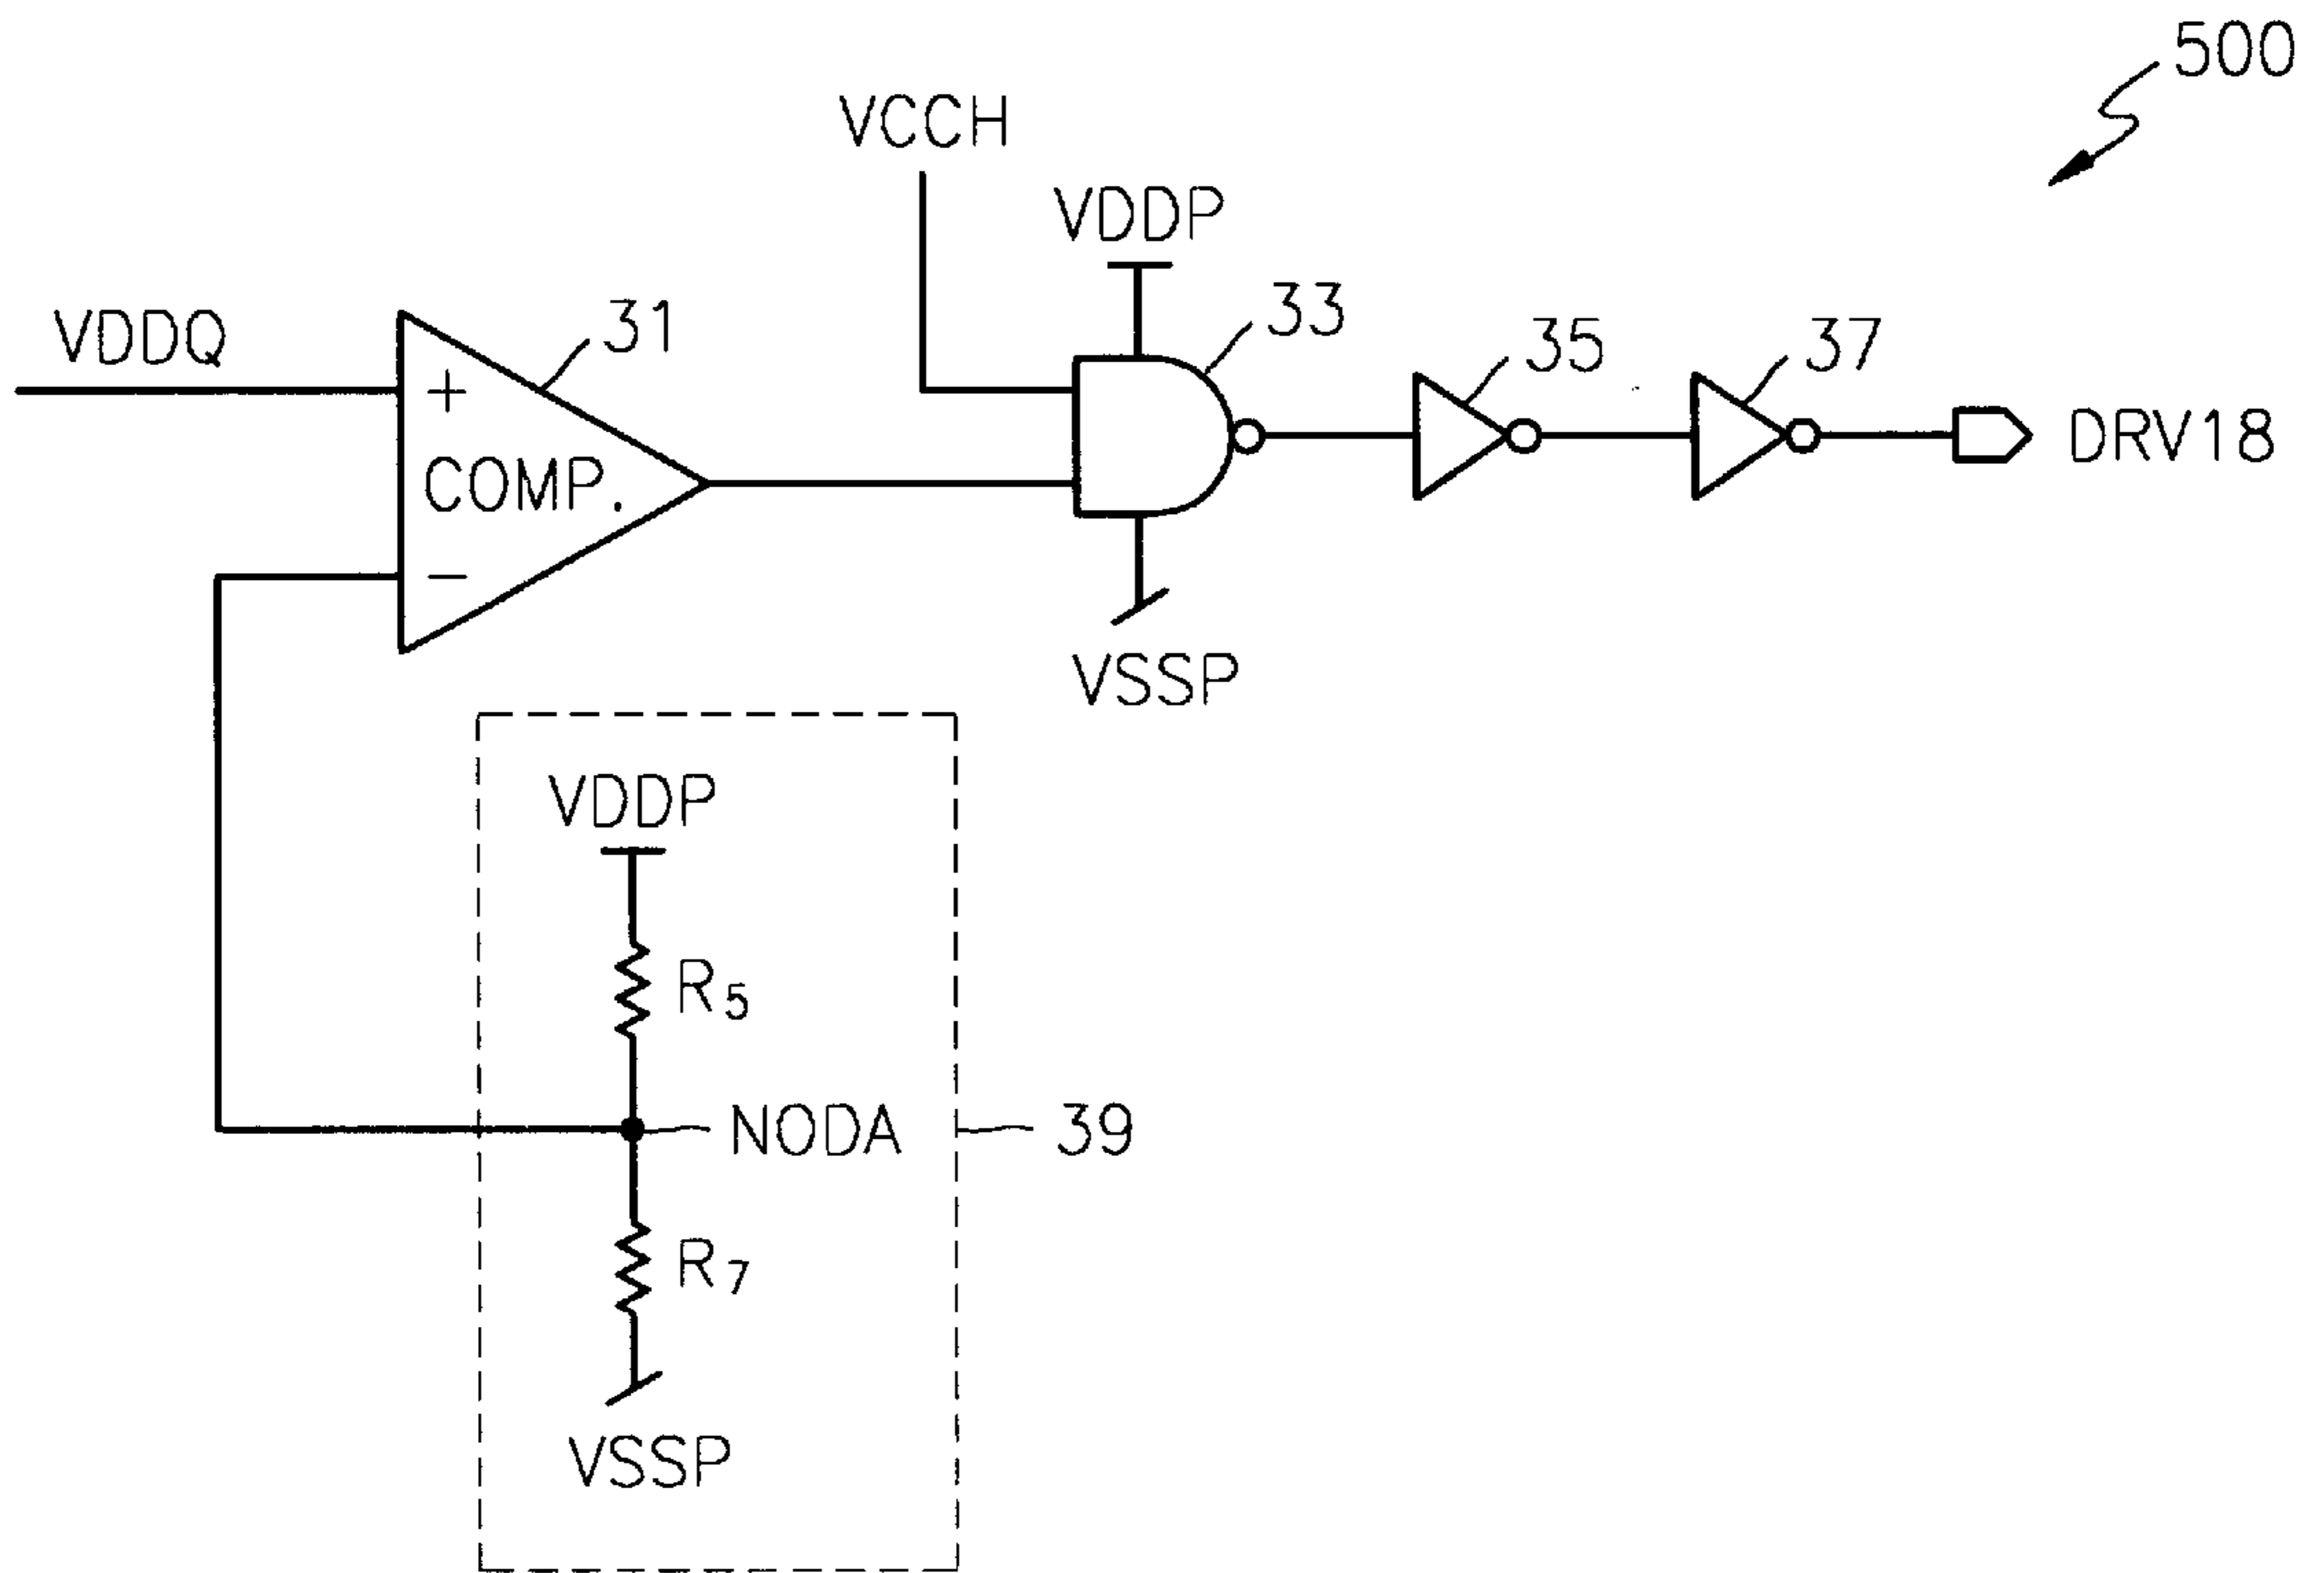 500
VCCH
VDDP
33
VDDQ
31
35
37
+
COMP.
DRV18
−
VSSP
VDDP
R5
NODA
39
R7
VSSP